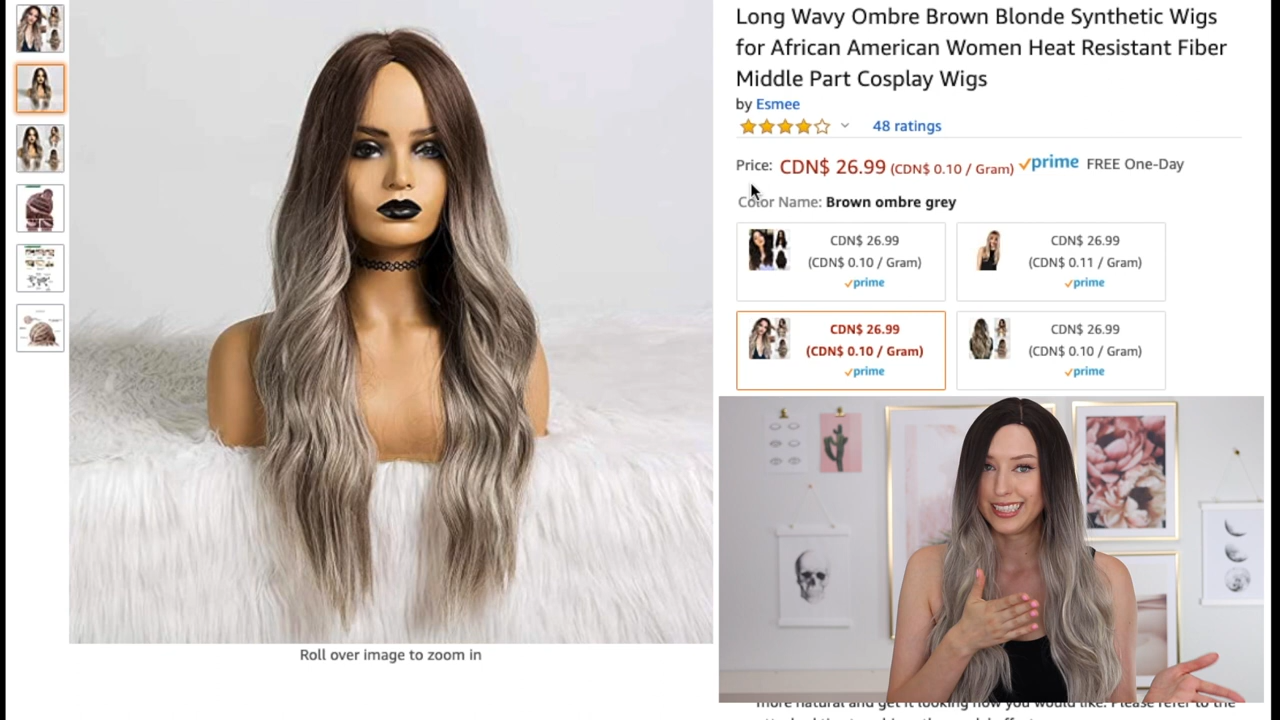 Long Wavy Ombre Brown Blonde Synthetic Wigs
for African American Women Heat Resistant Fiber
Middle Part Cosplay Wigs
by Esmee
48 ratings
Price: CDN$ 26.99 (CDN$ 0.10 / Gram) prime FREE One-Day
Color Name: Brown ombre grey
CDN$ 26.99
(CDN$ 0.10 / Gram)
prime
CDN$ 26.99
(CDN$ 0.11 / Gram)
prime
CDN$ 26.99
(CDN$ 0.10 / Gram)
prime
CDN$ 26.99
(CDN$ 0.10 / Gram)
prime
Roll over image to zoom in
more natural and get it looking how you would like. Please refer to the